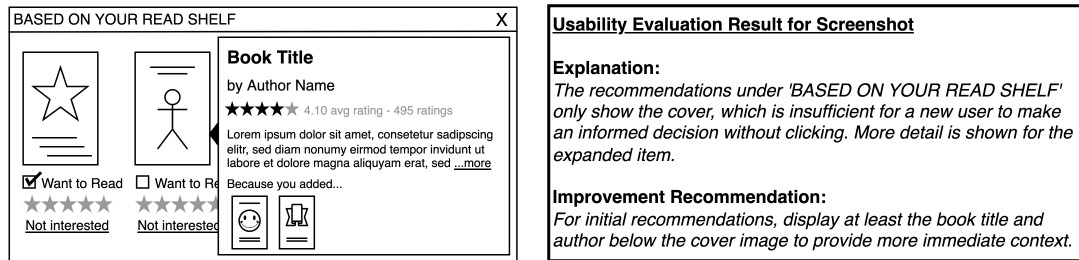 BASED ON YOUR READ SHELF X
Want to Read
Not interested
Want to Re
Not interested
Book Title
by Author Name
4.10 avg rating - 495 ratings
Lorem ipsum dolor sit amet, consetetur sadipscing
elitr, sed diam nonumy eirmod tempor invidunt ut
labore et dolore magna aliquyam erat, sed ...more
Because you added...
Usability Evaluation Result for Screenshot
Explanation:
The recommendations under 'BASED ON YOUR READ SHELF'
only show the cover, which is insufficient for a new user to make
an informed decision without clicking. More detail is shown for the
expanded item.
Improvement Recommendation:
For initial recommendations, display at least the book title and
author below the cover image to provide more immediate context.